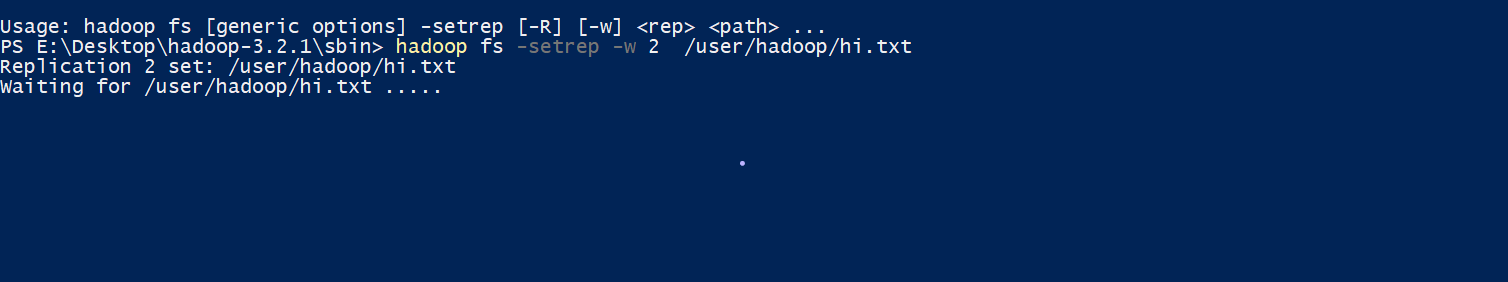 Usage: hadoop fs [generic options] -setrep [-R] [-w] <rep> <path> ...
PS E:\Desktop\hadoop-3.2.1\sbin> hadoop fs -setrep -w 2  /user/hadoop/hi.txt
Replication 2 set: /user/hadoop/hi.txt
Waiting for /user/hadoop/hi.txt .....